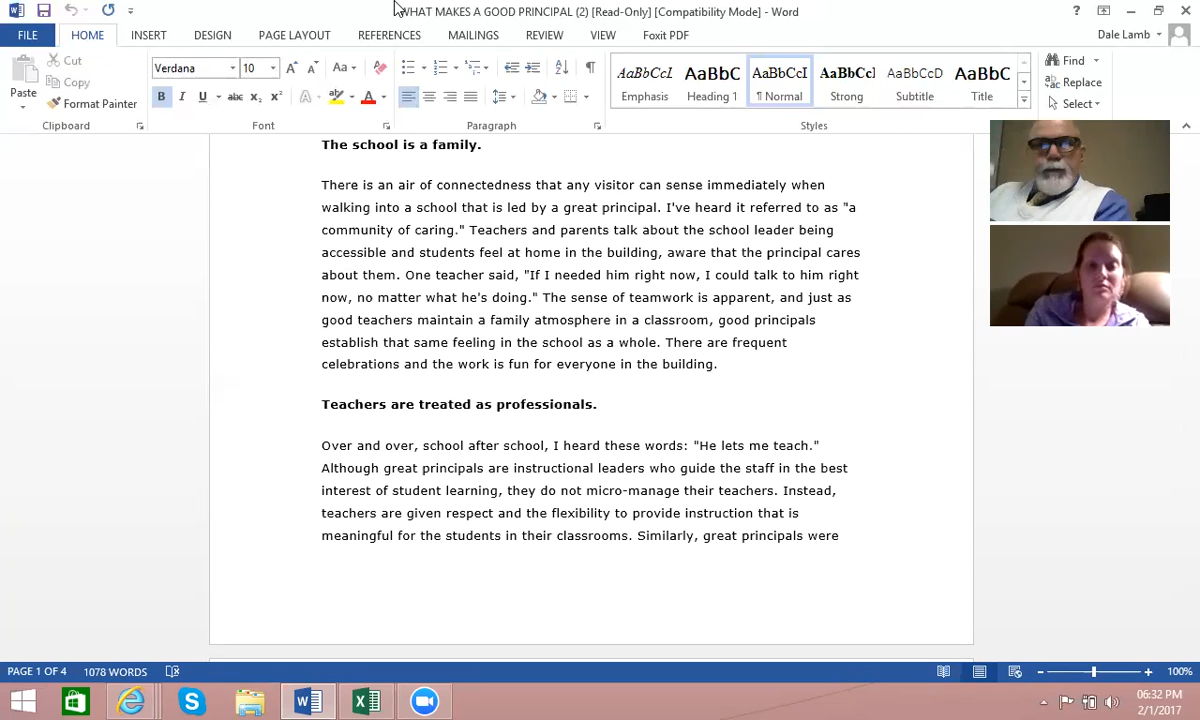 WHAT MAKES A GOOD PRINCIPAL (2) [Read-Only] [Compatibility Mode] - Word
?
FILE HOME INSERT DESIGN PAGE LAYOUT REFERENCES MAILINGS REVIEW VIEW Foxit PDF Dale Lamb
Paste
Cut
Copy
Format Painter
Clipboard
Verdana 10
Font
Paragraph
AaBbCcI AaBbC AaBbCcI AaBbCc AaBbCcD AaBbC
Emphasis Heading 1 ¶ Normal Strong Subtitle Title
Styles
Find
Replace
Select
The school is a family.
There is an air of connectedness that any visitor can sense immediately when
walking into a school that is led by a great principal. I've heard it referred to as "a
community of caring." Teachers and parents talk about the school leader being
accessible and students feel at home in the building, aware that the principal cares
about them. One teacher said, "If I needed him right now, I could talk to him right
now, no matter what he's doing." The sense of teamwork is apparent, and just as
good teachers maintain a family atmosphere in a classroom, good principals
establish that same feeling in the school as a whole. There are frequent
celebrations and the work is fun for everyone in the building.
Teachers are treated as professionals.
Over and over, school after school, I heard these words: "He lets me teach."
Although great principals are instructional leaders who guide the staff in the best
interest of student learning, they do not micro-manage their teachers. Instead,
teachers are given respect and the flexibility to provide instruction that is
meaningful for the students in their classrooms. Similarly, great principals were
PAGE 1 OF 4 1078 WORDS 100%
06:32 PM
2/1/2017